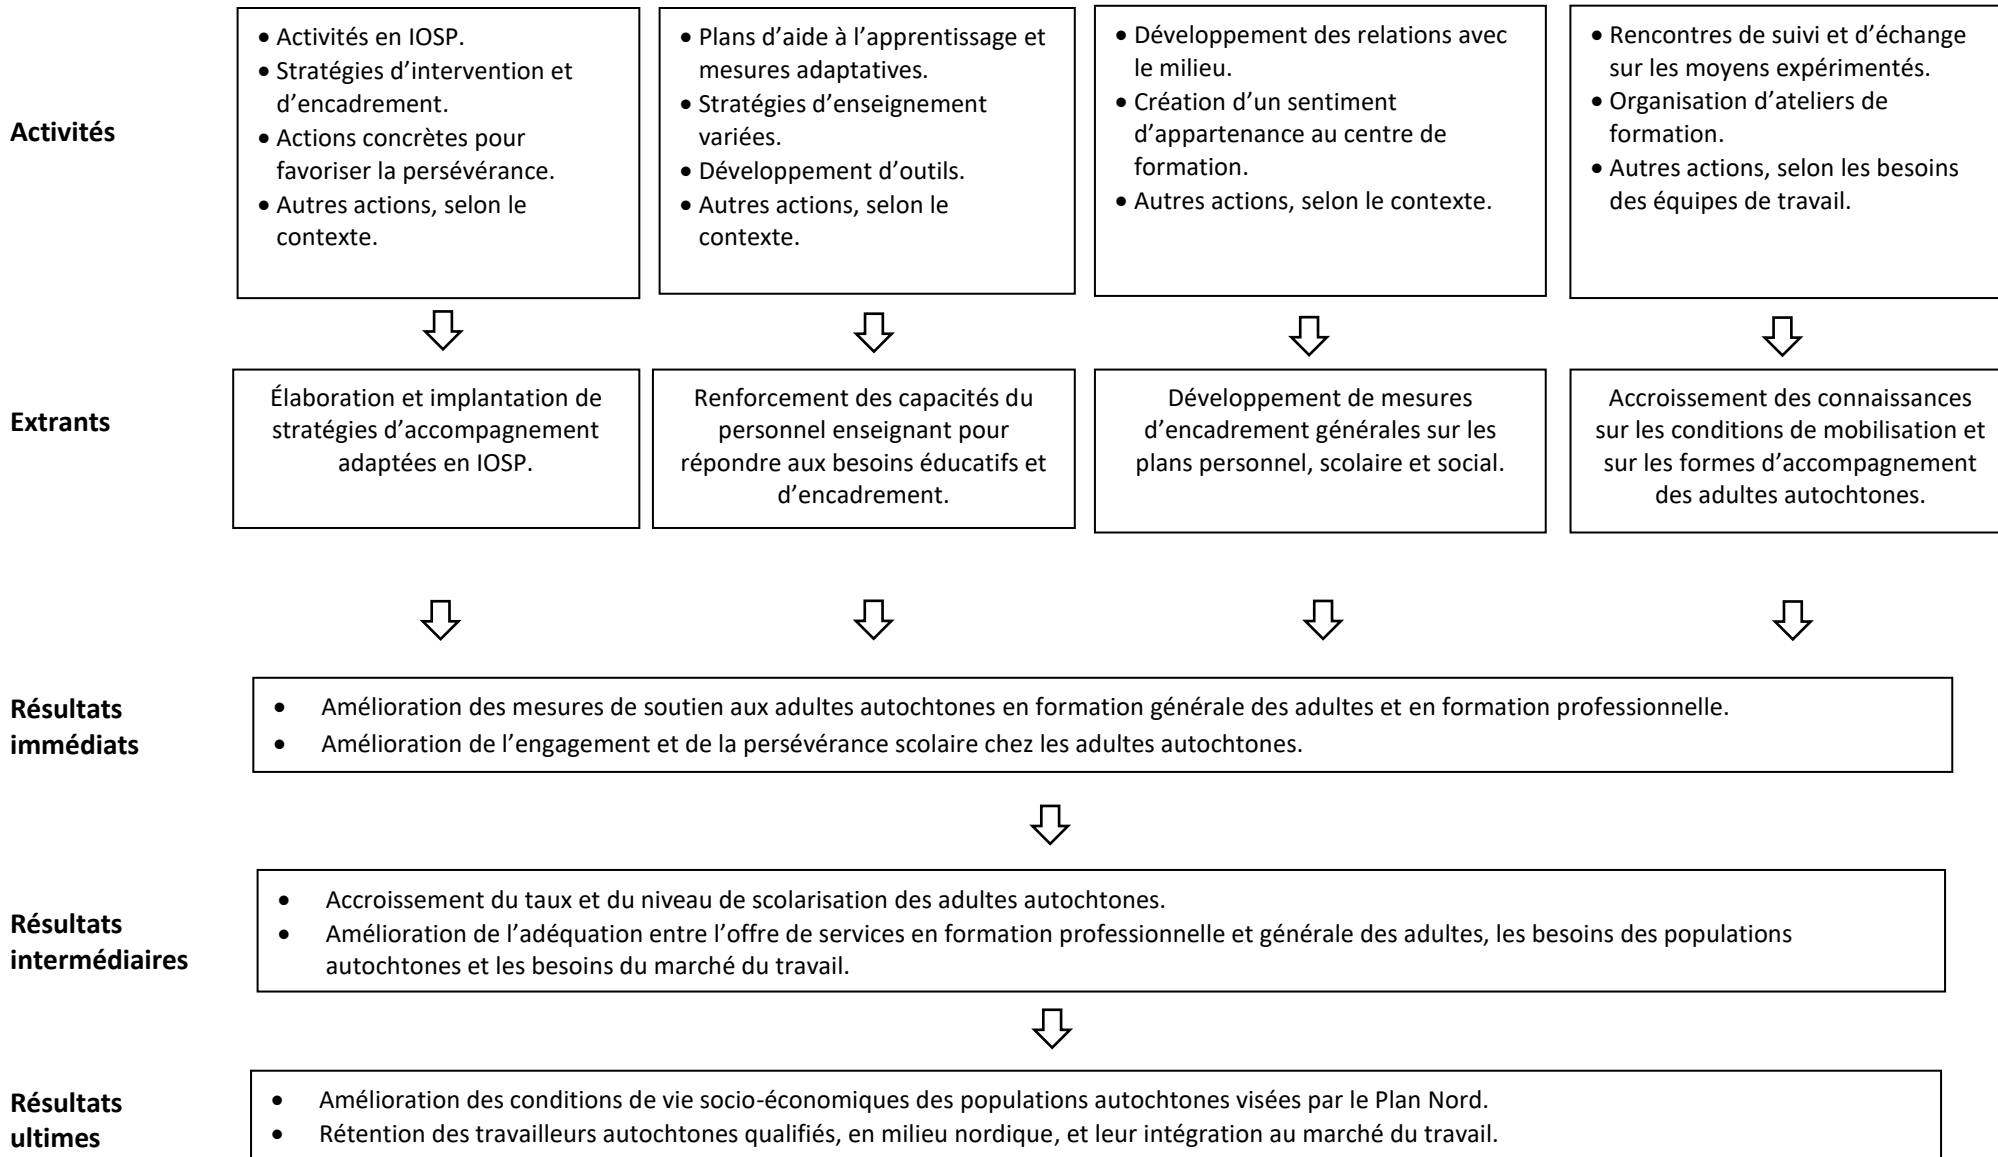 Activités
• Activités en IOSP.
• Stratégies d’intervention et
d’encadrement.
• Actions concrètes pour
favoriser la persévérance.
• Autres actions, selon le
contexte.
• Plans d’aide à l’apprentissage et
mesures adaptatives.
• Stratégies d’enseignement
variées.
• Développement d’outils.
• Autres actions, selon le
contexte.
• Développement des relations avec
le milieu.
• Création d’un sentiment
d’appartenance au centre de
formation.
• Autres actions, selon le contexte.
• Rencontres de suivi et d’échange
sur les moyens expérimentés.
• Organisation d’ateliers de
formation.
• Autres actions, selon les besoins
des équipes de travail.
Extrants
Élaboration et implantation de
stratégies d’accompagnement
adaptées en IOSP.
Renforcement des capacités du
personnel enseignant pour
répondre aux besoins éducatifs et
d’encadrement.
Développement de mesures
d’encadrement générales sur les
plans personnel, scolaire et social.
Accroissement des connaissances
sur les conditions de mobilisation et
sur les formes d’accompagnement
des adultes autochtones.
Résultats
immédiats
• Amélioration des mesures de soutien aux adultes autochtones en formation générale des adultes et en formation professionnelle.
• Amélioration de l’engagement et de la persévérance scolaire chez les adultes autochtones.
Résultats
intermédiaires
• Accroissement du taux et du niveau de scolarisation des adultes autochtones.
• Amélioration de l’adéquation entre l’offre de services en formation professionnelle et générale des adultes, les besoins des populations
autochtones et les besoins du marché du travail.
Résultats
ultimes
• Amélioration des conditions de vie socio-économiques des populations autochtones visées par le Plan Nord.
• Rétention des travailleurs autochtones qualifiés, en milieu nordique, et leur intégration au marché du travail.